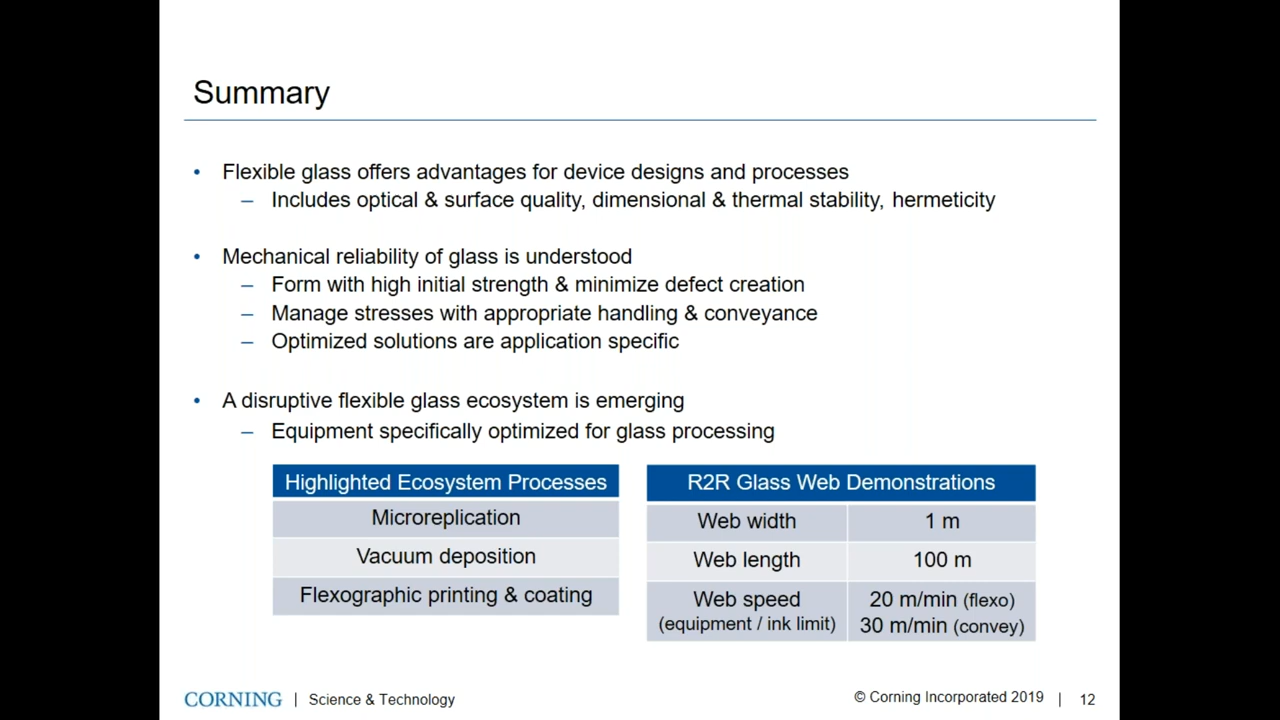 Summary
• Flexible glass offers advantages for device designs and processes
– Includes optical & surface quality, dimensional & thermal stability, hermeticity
• Mechanical reliability of glass is understood
– Form with high initial strength & minimize defect creation
– Manage stresses with appropriate handling & conveyance
– Optimized solutions are application specific
• A disruptive flexible glass ecosystem is emerging
– Equipment specifically optimized for glass processing
Highlighted Ecosystem Processes
Microreplication
Vacuum deposition
Flexographic printing & coating
R2R Glass Web Demonstrations
Web width 1 m
Web length 100 m
Web speed 20 m/min (flexo)
(equipment / ink limit) 30 m/min (convey)
CORNING | Science & Technology
© Corning Incorporated 2019 | 12